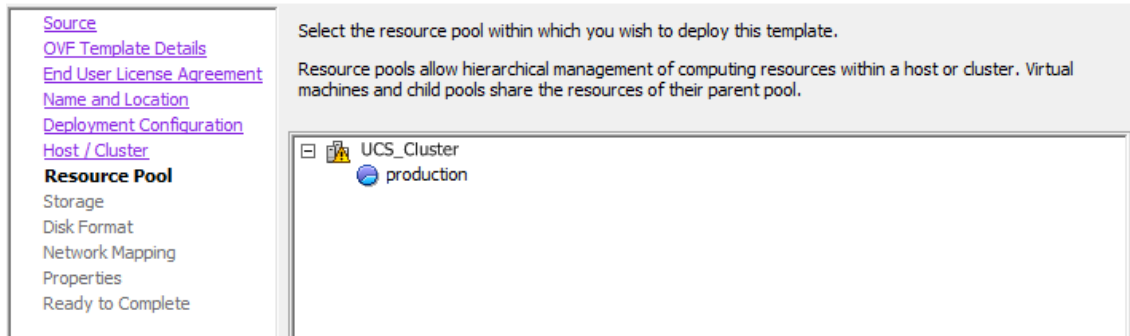 Source
OVF Template Details
End User License Agreement
Name and Location
Deployment Configuration
Host / Cluster
Resource Pool
Storage
Disk Format
Network Mapping
Properties
Ready to Complete
Select the resource pool within which you wish to deploy this template.
Resource pools allow hierarchical management of computing resources within a host or cluster. Virtual
machines and child pools share the resources of their parent pool.
UCS_Cluster
production